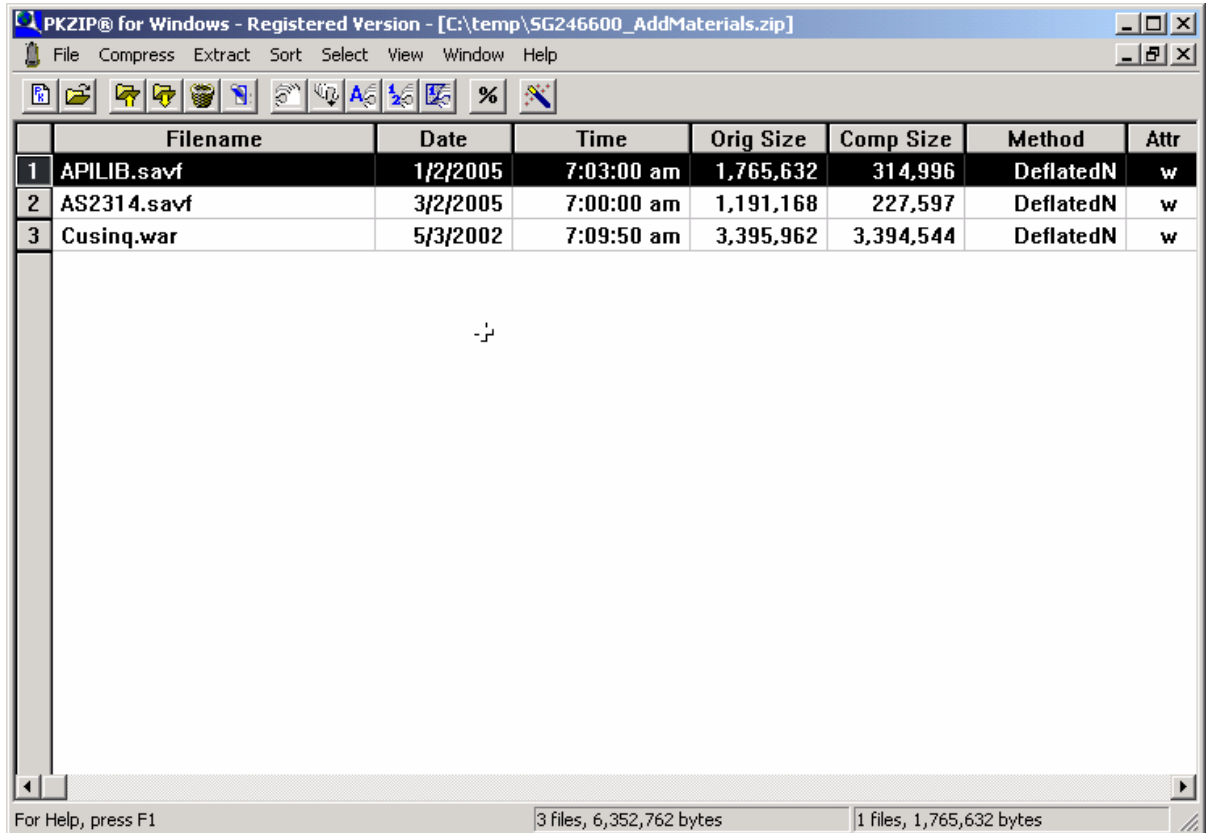 PKZIP® for Windows - Registered Version - [C:\temp\SG246600_AddMaterials.zip]
File Compress Extract Sort Select View Window Help
%
Filename Date Time Orig Size Comp Size Method Attr
1 APILIB.savf 1/2/2005 7:03:00 am 1,765,632 314,996 DeflatedN w
2 AS2314.savf 3/2/2005 7:00:00 am 1,191,168 227,597 DeflatedN w
3 Cusinq.war 5/3/2002 7:09:50 am 3,395,962 3,394,544 DeflatedN w
For Help, press F1 3 files, 6,352,762 bytes 1 files, 1,765,632 bytes